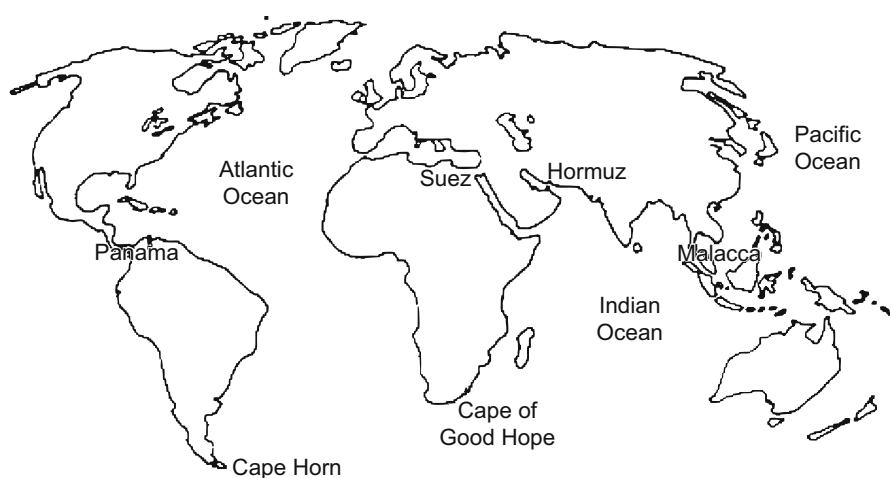 Pacific
Ocean
Atlantic
Ocean
Suez
Hormuz
Panama
Malacca
Indian
Ocean
Cape of
Good Hope
Cape Horn